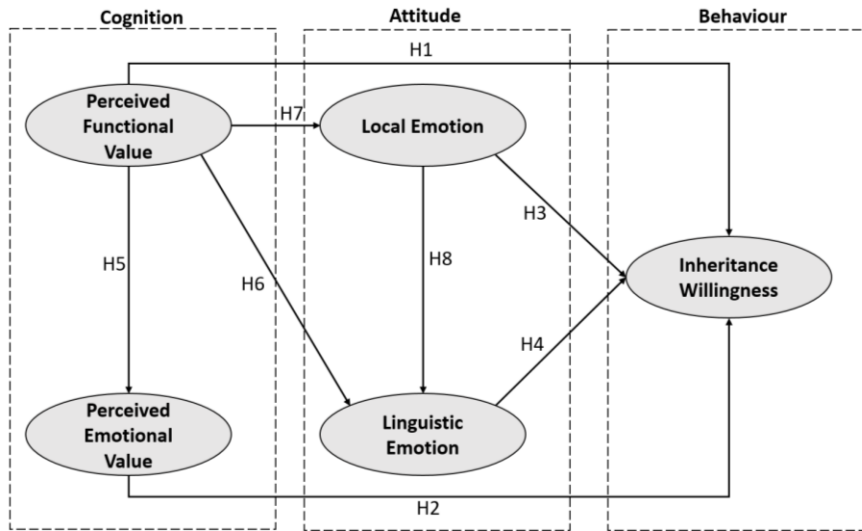 Cognition
Attitude
Behaviour
H1
Perceived
Functional
Value
H7
Local Emotion
H3
H5
H6
H8
Inheritance
Willingness
H4
Perceived
Emotional
Value
Linguistic
Emotion
H2